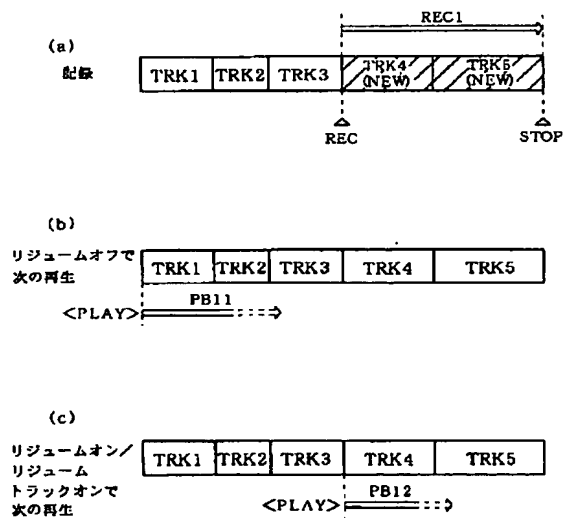 REC1
(a)
記録
TRK1 TRK2 TRK3 TRK4 (NEW) TRK5 (NEW)
REC STOP
(b)
リジュームオフで
次の再生
TRK1 TRK2 TRK3 TRK4 TRK5
PB11
<PLAY>
(c)
リジュームオン/
リジューム
トラックオンで
次の再生
TRK1 TRK2 TRK3 TRK4 TRK5
PB12
<PLAY>